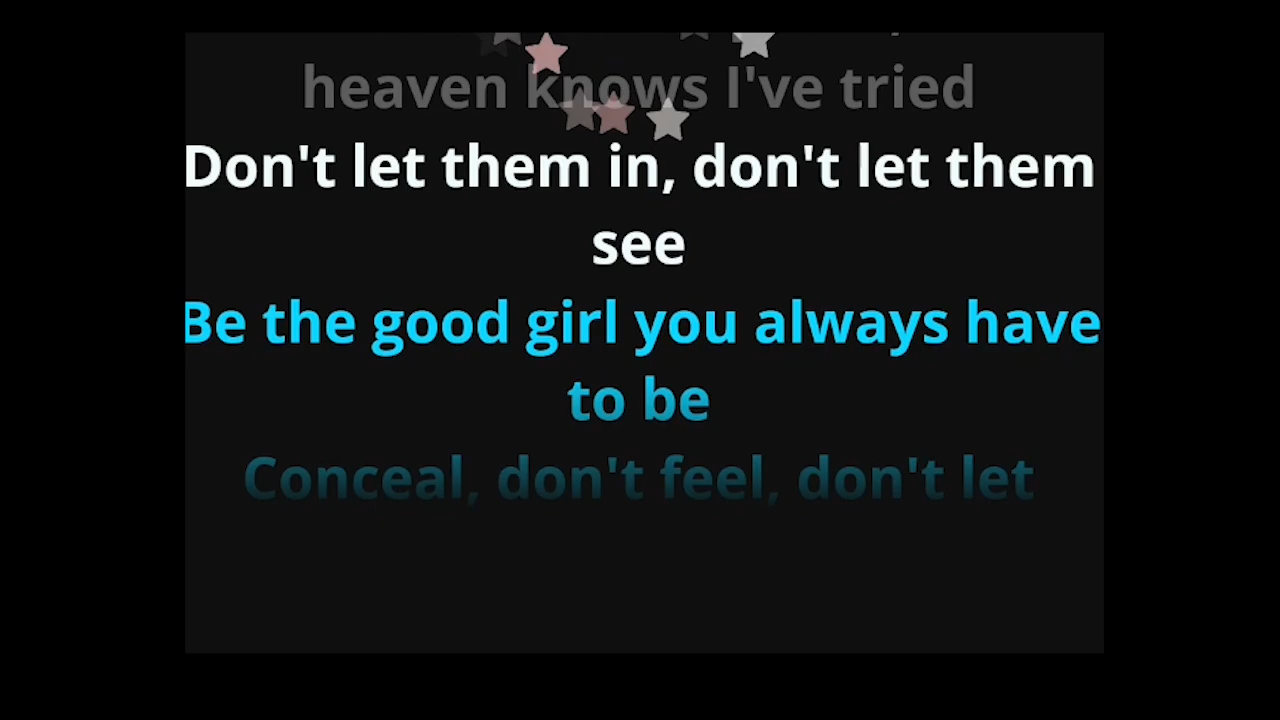 heaven knows I've tried
Don't let them in, don't let them
see
Be the good girl you always have
to be
Conceal, don't feel, don't let